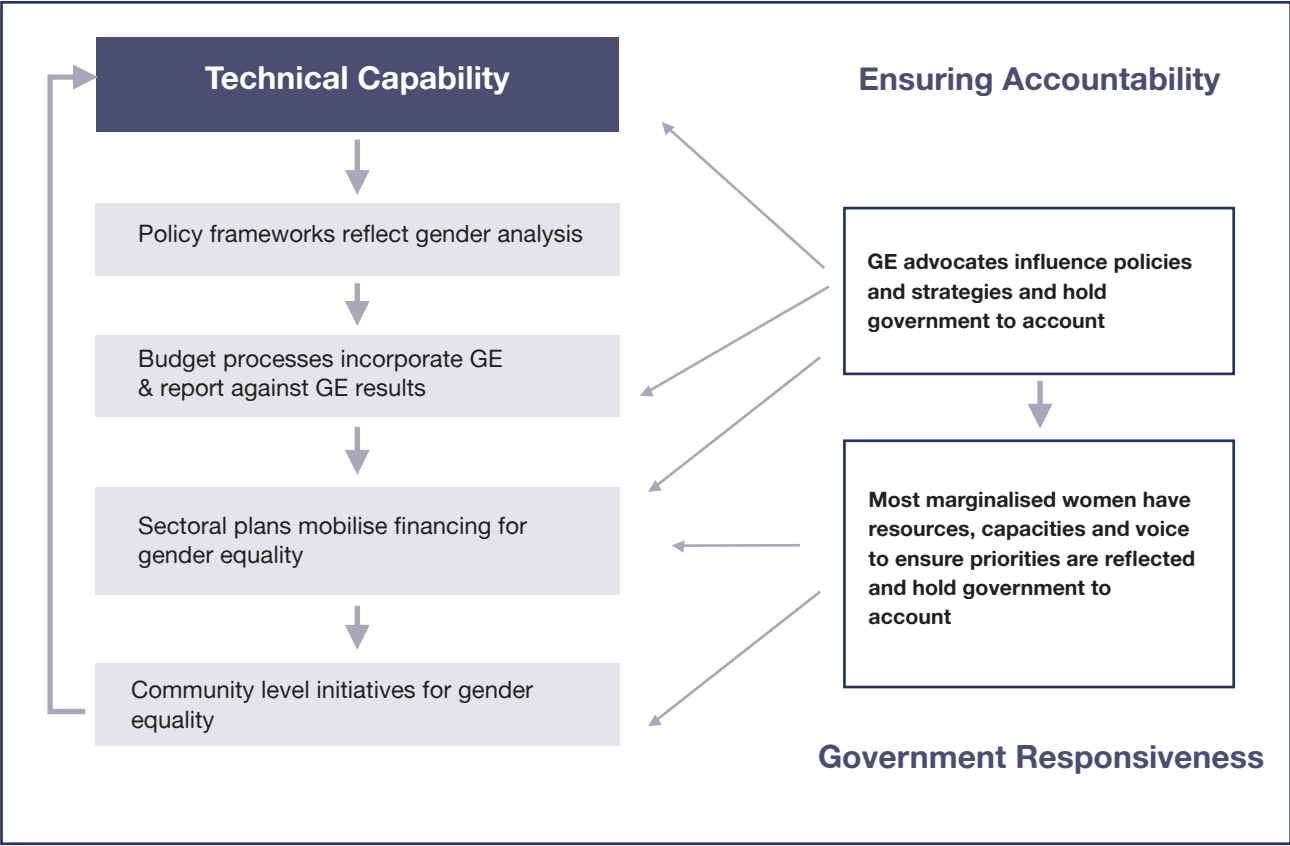 Technical Capability
Policy frameworks reflect gender analysis
Budget processes incorporate GE
& report against GE results
Sectoral plans mobilise financing for
gender equality
Community level initiatives for gender
equality
Ensuring Accountability
GE advocates influence policies
and strategies and hold
government to account
Most marginalised women have
resources, capacities and voice
to ensure priorities are reflected
and hold government to
account
Government Responsiveness